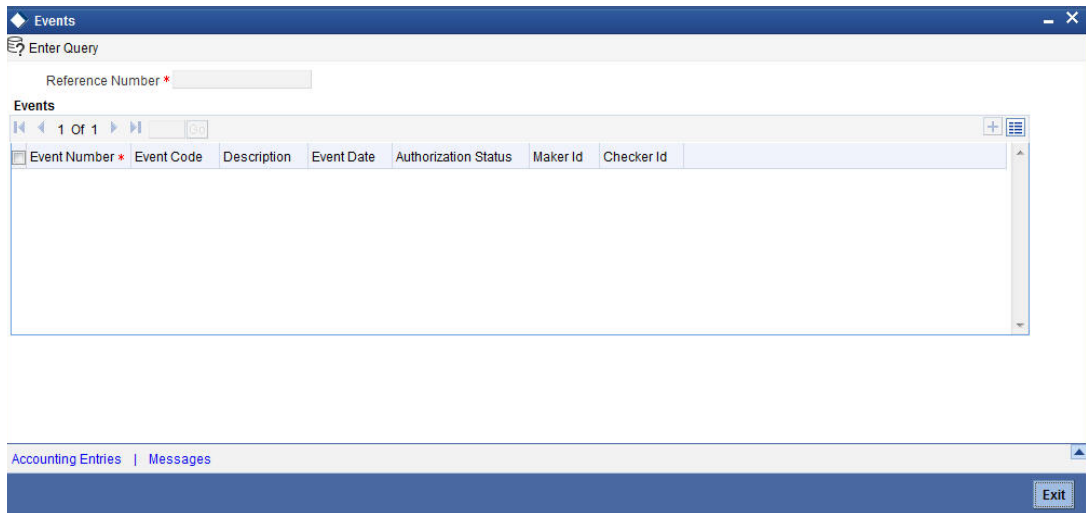 Events
Enter Query
Reference Number *
Events
1 Of 1 Go
Event Number * Event Code Description Event Date Authorization Status Maker Id Checker Id
Accounting Entries | Messages
Exit